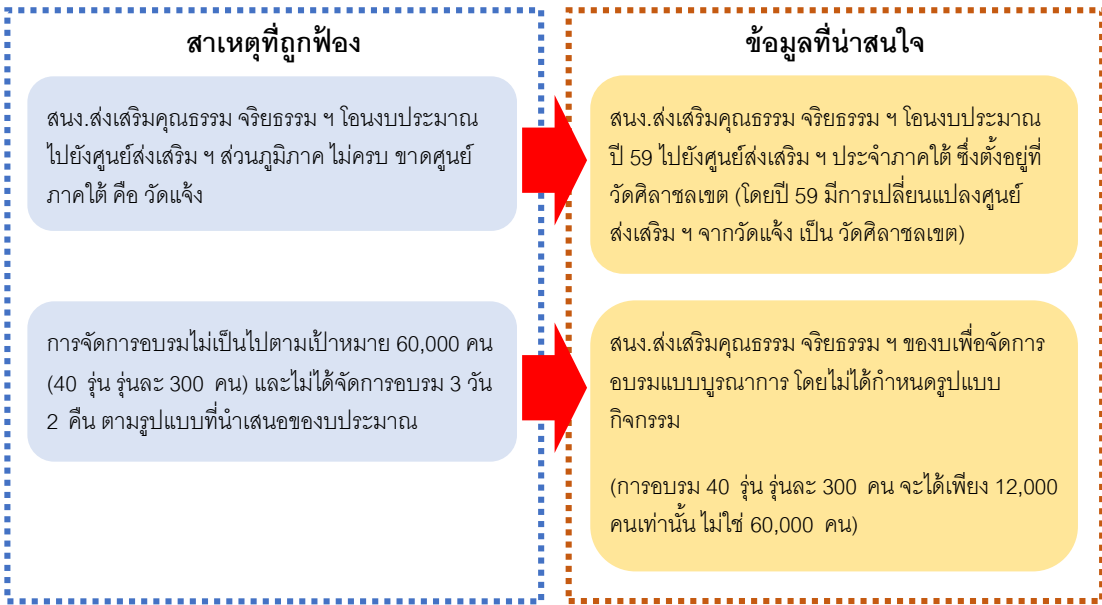 สาเหตุที่ถูกฟ้อง
สนง.ส่งเสริมคุณธรรม จริยธรรม ฯ โอนงบประมาณ
ไปยังศูนย์ส่งเสริม ฯ ส่วนภูมิภาค ไม่ครบ ขาดศูนย์
ภาคใต้ คือ วัดแจ้ง
การจัดการอบรมไม่เป็นไปตามเป้าหมาย 60,000 คน
(40 รุ่น รุ่นละ 300 คน) และไม่ได้จัดการอบรม 3 วัน
2 คืน ตามรูปแบบที่นำเสนอของบประมาณ
ข้อมูลที่น่าสนใจ
สนง.ส่งเสริมคุณธรรม จริยธรรม ฯ โอนงบประมาณ
ปี 59 ไปยังศูนย์ส่งเสริม ฯ ประจำภาคใต้ ซึ่งตั้งอยู่ที่
วัดศิลาชลเขต (โดยปี 59 มีการเปลี่ยนแปลงศูนย์
ส่งเสริม ฯ จากวัดแจ้ง เป็น วัดศิลาชลเขต)
สนง.ส่งเสริมคุณธรรม จริยธรรม ฯ ของบเพื่อจัดการ
อบรมแบบบูรณาการ โดยไม่ได้กำหนดรูปแบบ
กิจกรรม
(การอบรม 40 รุ่น รุ่นละ 300 คน จะได้เพียง 12,000
คนเท่านั้น ไม่ใช่ 60,000 คน)